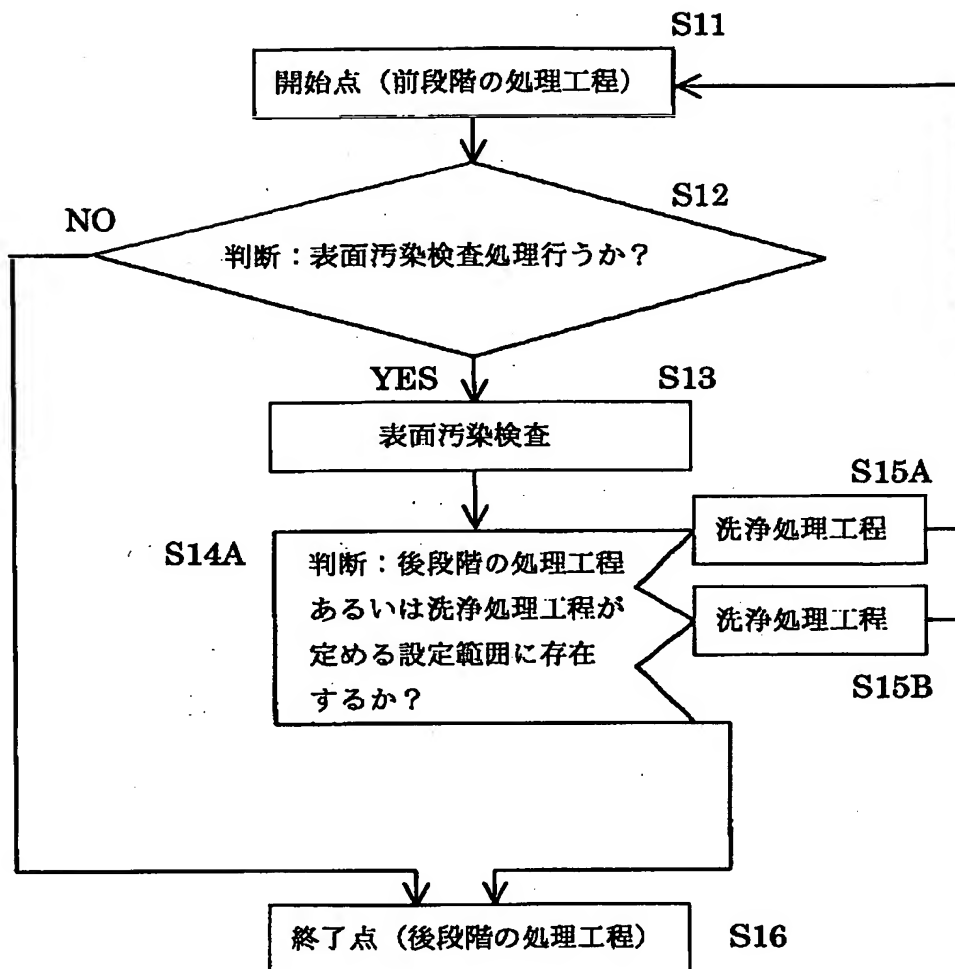 S11
開始点（前段階の処理工程）
S12
NO
判断：表面汚染検査処理行うか？
YES
S13
表面汚染検査
S15A
洗浄処理工程
S14A
判断：後段階の処理工程
あるいは洗浄処理工程が
定める設定範囲に存在
するか？
洗浄処理工程
S15B
終了点（後段階の処理工程）
S16